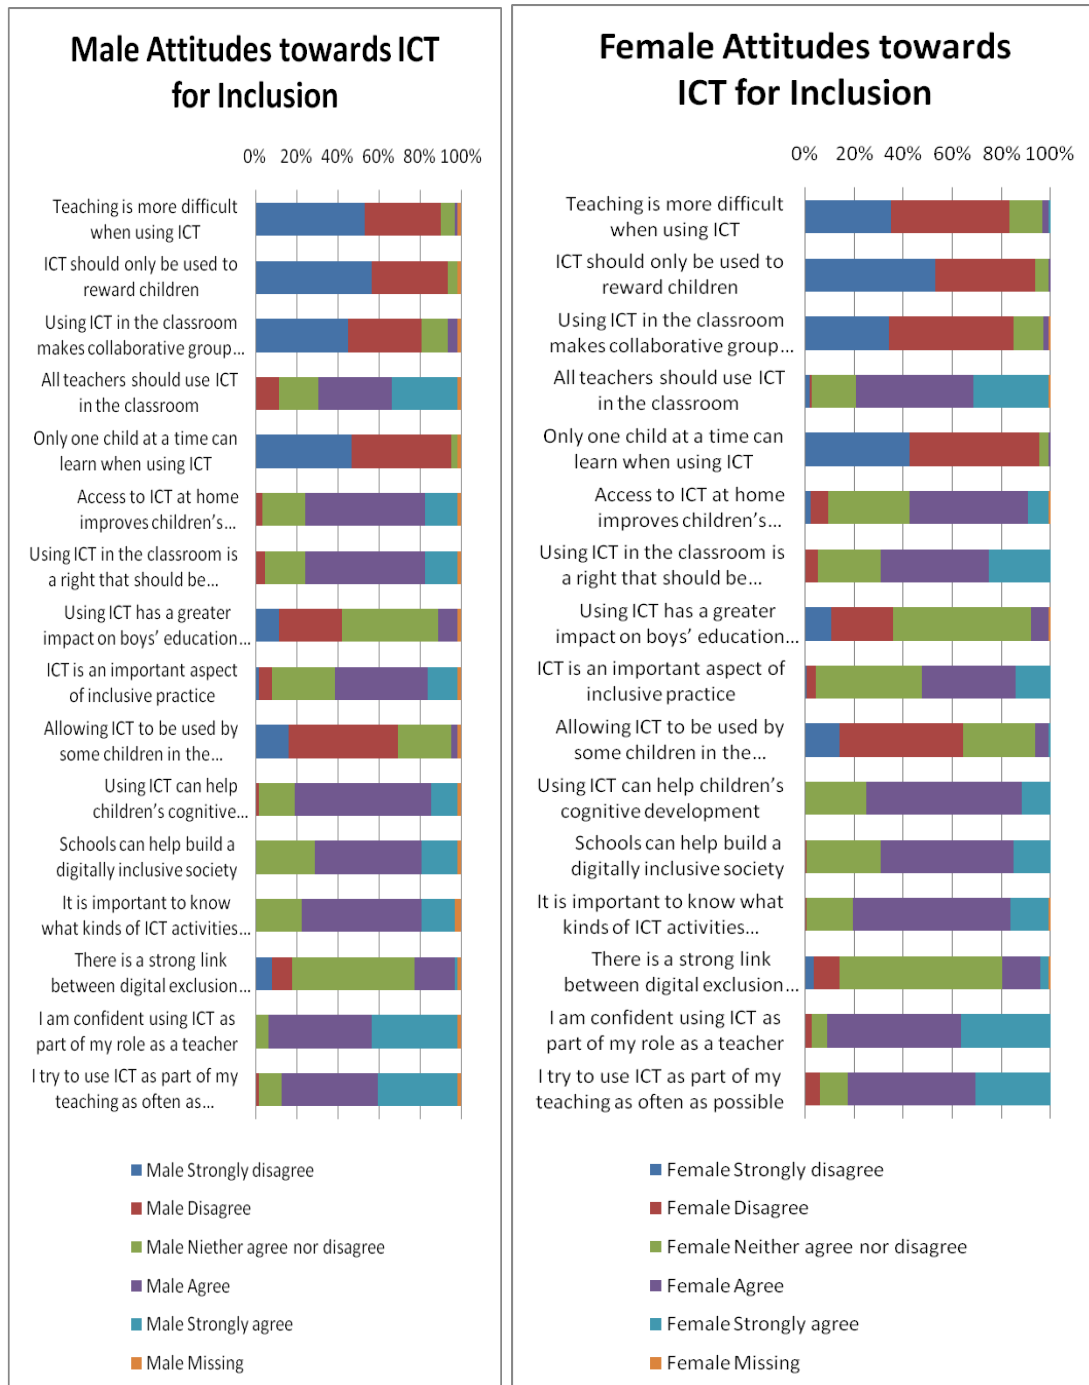 Male Attitudes towards ICT
for Inclusion
0% 20% 40% 60% 80% 100%
Teaching is more difficult
when using ICT
ICT should only be used to
reward children
Using ICT in the classroom
makes collaborative group...
All teachers should use ICT
in the classroom
Only one child at a time can
learn when using ICT
Access to ICT at home
improves children's...
Using ICT in the classroom is
a right that should be...
Using ICT has a greater
impact on boys' education...
ICT is an important aspect
of inclusive practice
Allowing ICT to be used by
some children in the...
Using ICT can help
children's cognitive...
Schools can help build a
digitally inclusive society
It is important to know
what kinds of ICT activities...
There is a strong link
between digital exclusion...
I am confident using ICT as
part of my role as a teacher
I try to use ICT as part of my
teaching as often as...
Male Strongly disagree
Male Disagree
Male Niether agree nor disagree
Male Agree
Male Strongly agree
Male Missing
Female Attitudes towards
ICT for Inclusion
0% 20% 40% 60% 80% 100%
Teaching is more difficult
when using ICT
ICT should only be used to
reward children
Using ICT in the classroom
makes collaborative group...
All teachers should use ICT
in the classroom
Only one child at a time can
learn when using ICT
Access to ICT at home
improves children's...
Using ICT in the classroom is
a right that should be...
Using ICT has a greater
impact on boys' education...
ICT is an important aspect of
inclusive practice
Allowing ICT to be used by
some children in the...
Using ICT can help children's
cognitive development
Schools can help build a
digitally inclusive society
It is important to know what
kinds of ICT activities...
There is a strong link
between digital exclusion...
I am confident using ICT as
part of my role as a teacher
I try to use ICT as part of my
teaching as often as possible
Female Strongly disagree
Female Disagree
Female Neither agree nor disagree
Female Agree
Female Strongly agree
Female Missing